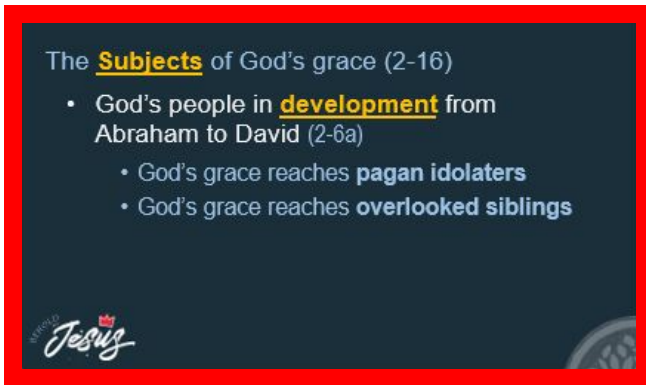 The Subjects of God's grace (2-16)
• God's people in development from
Abraham to David (2-6a)
• God's grace reaches pagan idolaters
• God's grace reaches overlooked siblings
BEHOLD
Jesus